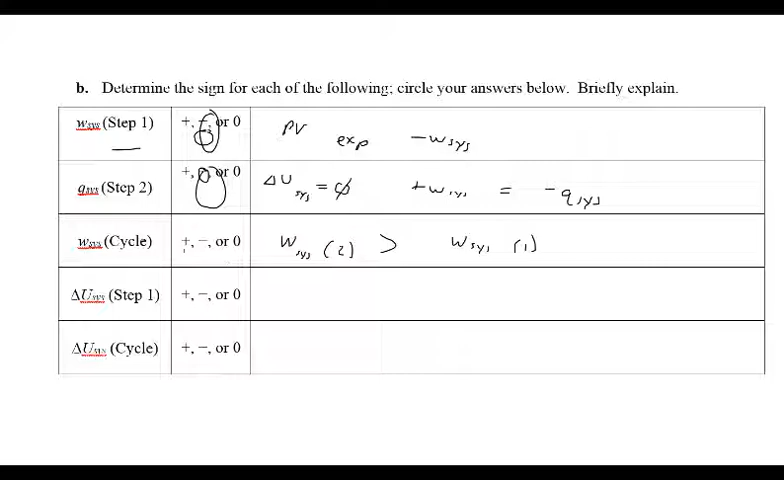 b. Determine the sign for each of the following; circle your answers below. Briefly explain.
wsys (Step 1) +, −, or 0 PV exp −wsys
qsys (Step 2) +, −, or 0 ΔUsys = ∅ +wsys = −qsys
wsys (Cycle) +, −, or 0 Wsys (2) > Wsys (1)
ΔUsys (Step 1) +, −, or 0
ΔUsys (Cycle) +, −, or 0